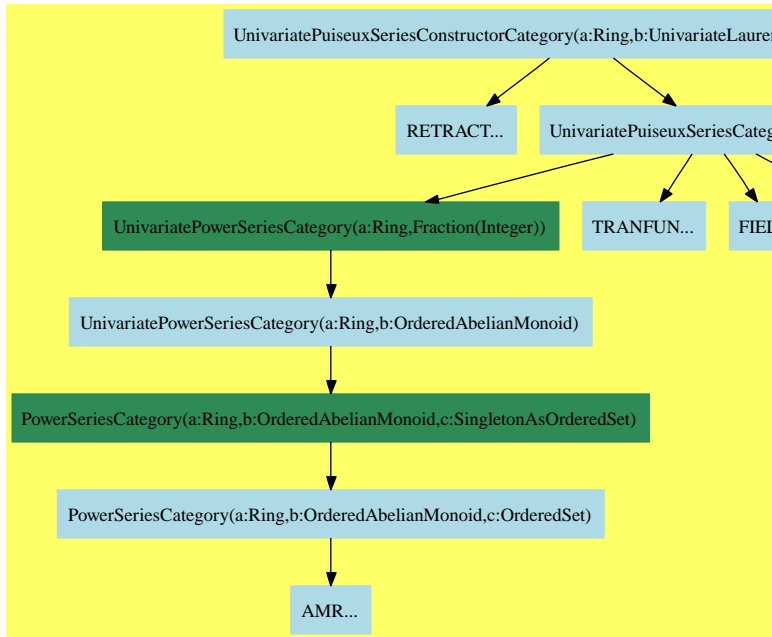 UnivariatePuiseuxSeriesConstructorCategory(a:Ring,b:UnivariateLaure
RETRACT...
UnivariatePuiseuxSeriesCateg
UnivariatePowerSeriesCategory(a:Ring,Fraction(Integer))
TRANFUN...
FIEL
UnivariatePowerSeriesCategory(a:Ring,b:OrderedAbelianMonoid)
PowerSeriesCategory(a:Ring,b:OrderedAbelianMonoid,c:SingletonAsOrderedSet)
PowerSeriesCategory(a:Ring,b:OrderedAbelianMonoid,c:OrderedSet)
AMR...